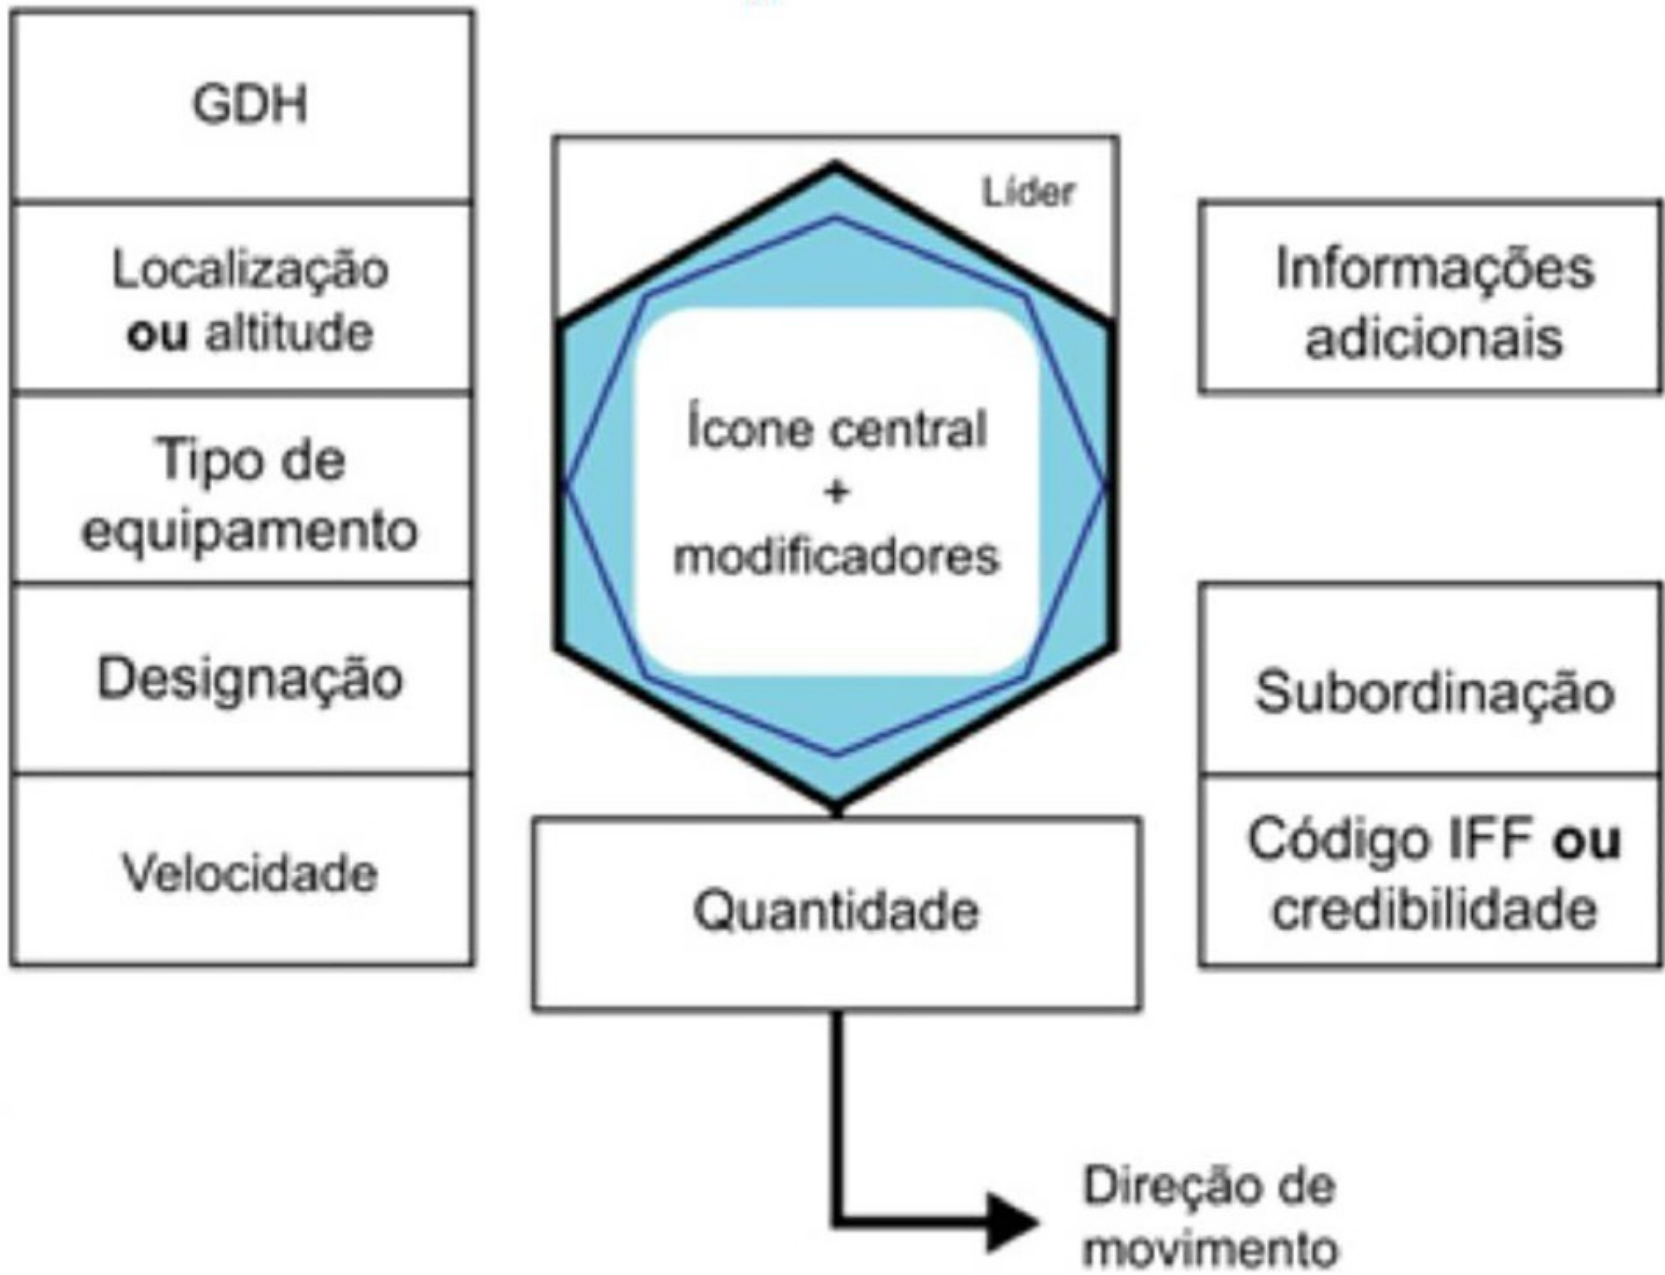 GDH
Localização
ou altitude
Tipo de
equipamento
Designação
Velocidade
Líder
Ícone central
+
modificadores
Quantidade
Direção de
movimento
Informações
adicionais
Subordinação
Código IFF ou
credibilidade